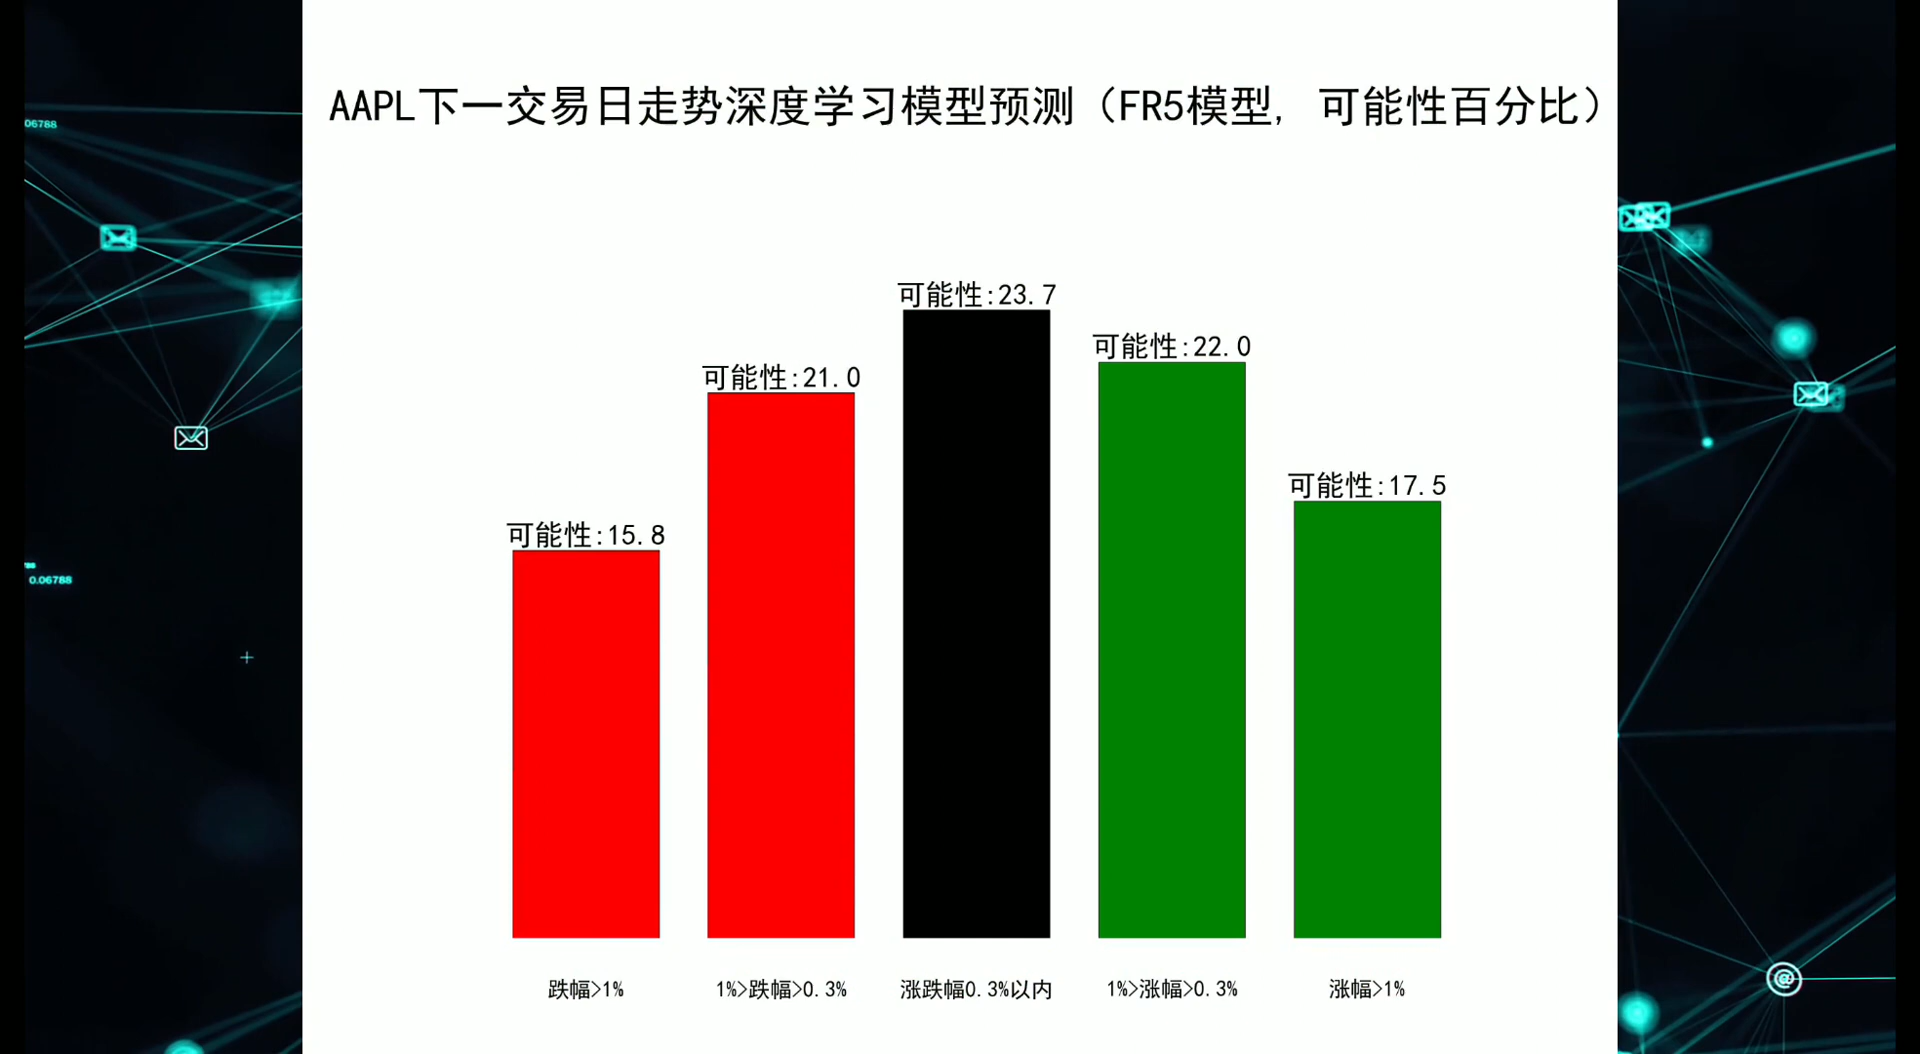 AAPL下一交易日走势深度学习模型预测（FR5模型, 可能性百分比）
06788
可能性:23.7
可能性:22.0
可能性:21.0
可能性:17.5
可能性:15.8
0.06788
跌幅>1%
1%>跌幅>0.3%
涨跌幅0.3%以内
1%>涨幅>0.3%
涨幅>1%